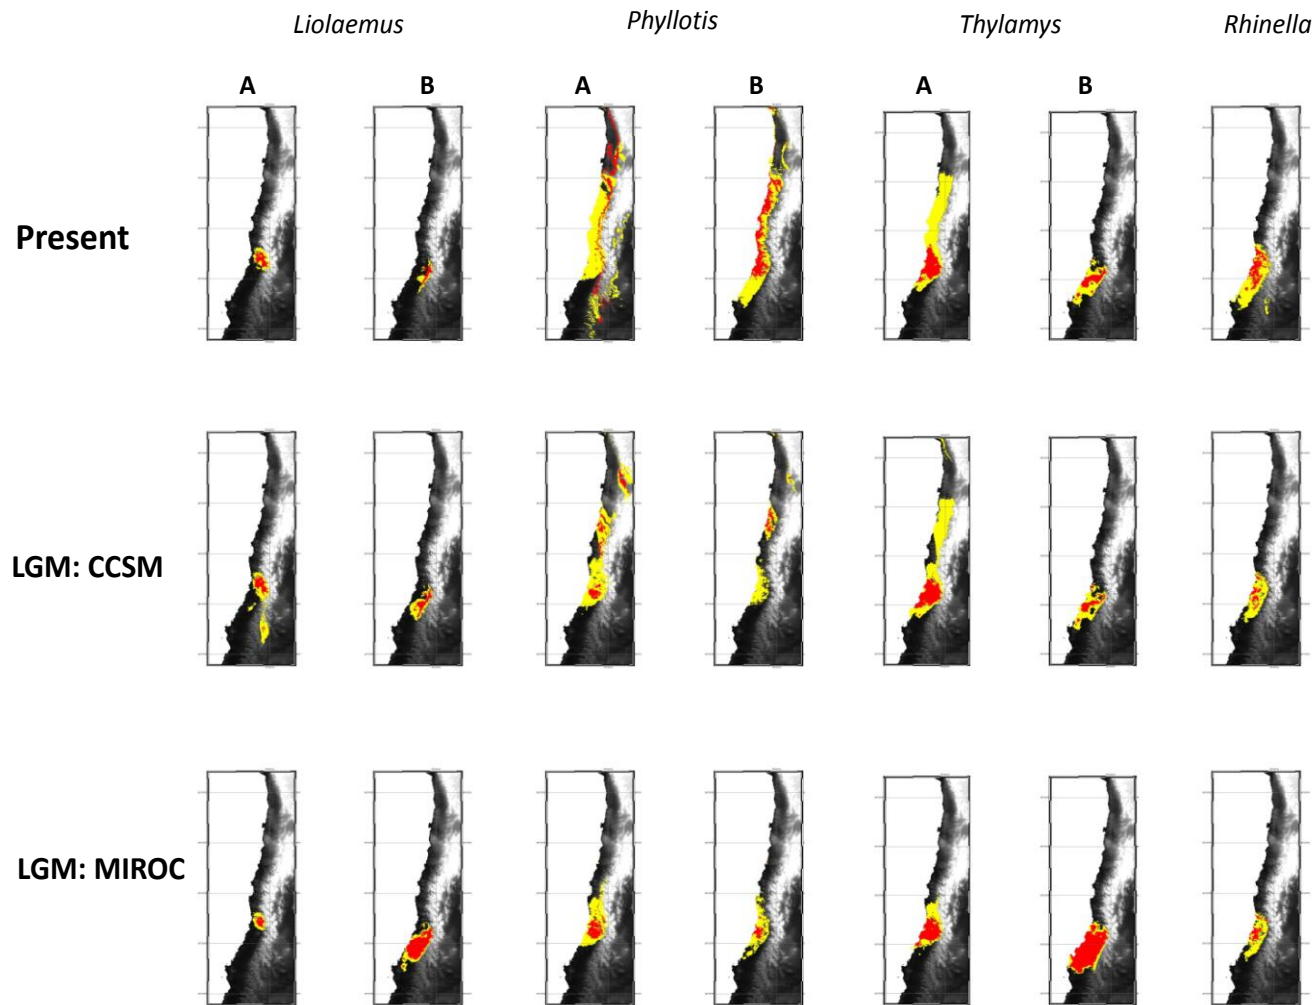 Liolaemus Phyllotis Thylamys Rhinella
A B A B A B
Present
LGM: CCSM
LGM: MIROC